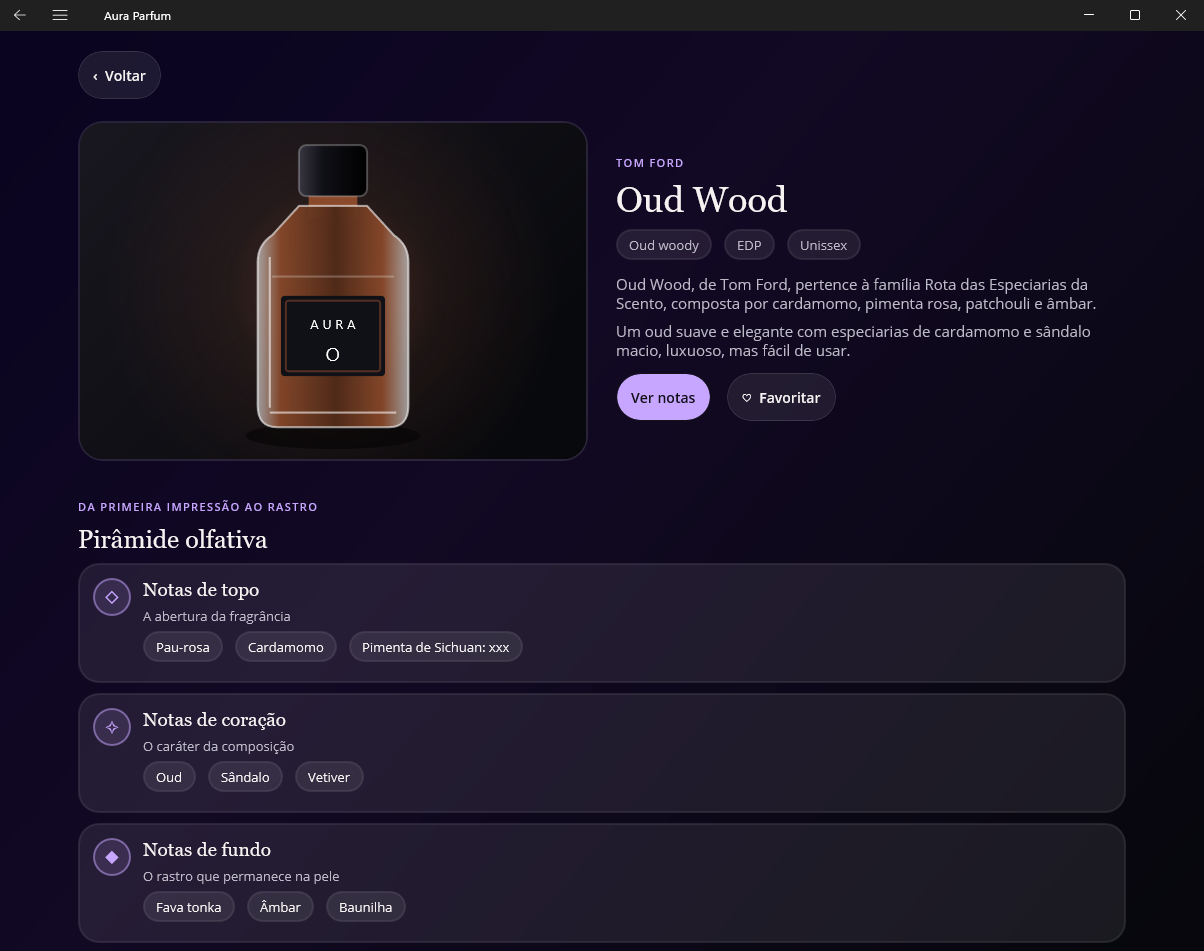 Aura Parfum
‹ Voltar
AURA
O
TOM FORD
Oud Wood
Oud woody EDP Unissex
Oud Wood, de Tom Ford, pertence à família Rota das Especiarias da
Scento, composta por cardamomo, pimenta rosa, patchouli e âmbar.
Um oud suave e elegante com especiarias de cardamomo e sândalo
macio, luxuoso, mas fácil de usar.
Ver notas ♡ Favoritar
DA PRIMEIRA IMPRESSÃO AO RASTRO
Pirâmide olfativa
Notas de topo
A abertura da fragrância
Pau-rosa Cardamomo Pimenta de Sichuan: xxx
Notas de coração
O caráter da composição
Oud Sândalo Vetiver
Notas de fundo
O rastro que permanece na pele
Fava tonka Âmbar Baunilha